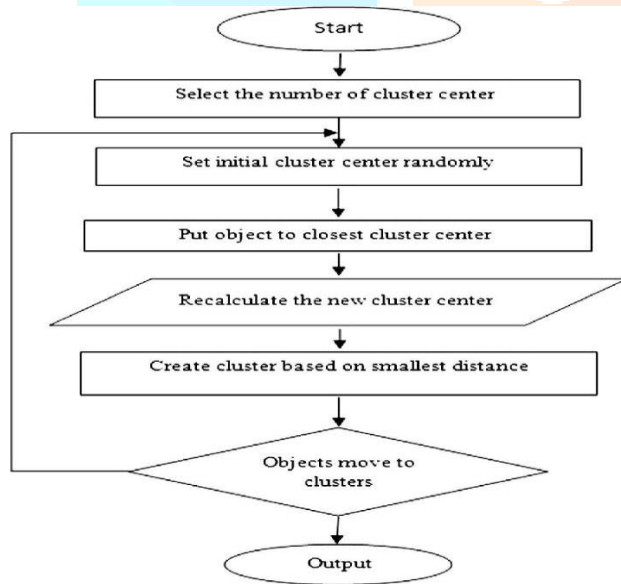 Start
Select the number of cluster center
Set initial cluster center randomly
Put object to closest cluster center
Recalculate the new cluster center
Create cluster based on smallest distance
Objects move to
clusters
Output